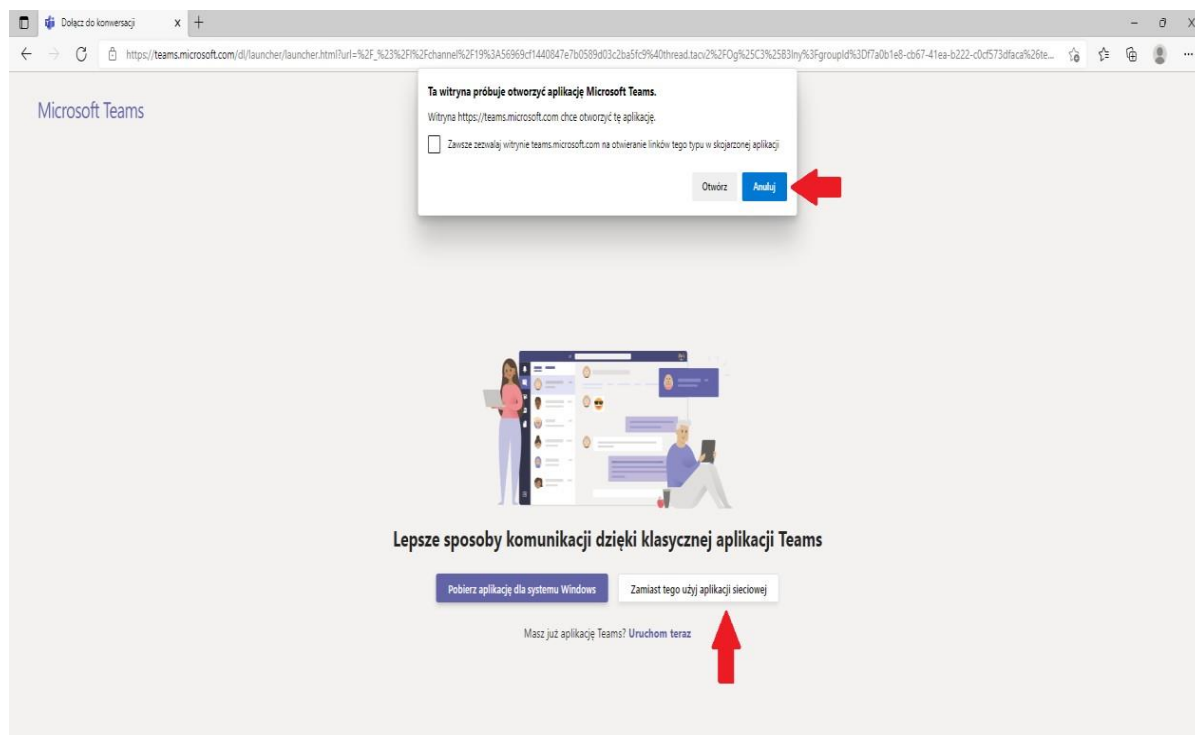 Dołącz do konwersacji
https://teams.microsoft.com/dl/launcher/launcher.html?url=%2F_%23%2Fl%2Fchannel%2F19%3A56969cf1440847e7b0589d03c2ba5fc9%40thread.tacv2%2FOg%25C3%25B3lny%3FgroupId%3Df7a0b1e8-cb67-41ea-b222-c0cf573dfaca%26te...
Microsoft Teams
Ta witryna próbuje otworzyć aplikację Microsoft Teams.
Witryna https://teams.microsoft.com chce otworzyć tę aplikację.
Zawsze zezwalaj witrynie teams.microsoft.com na otwieranie linków tego typu w skojarzonej aplikacji
Otwórz Anuluj
Lepsze sposoby komunikacji dzięki klasycznej aplikacji Teams
Pobierz aplikację dla systemu Windows Zamiast tego użyj aplikacji sieciowej
Masz już aplikację Teams? Uruchom teraz